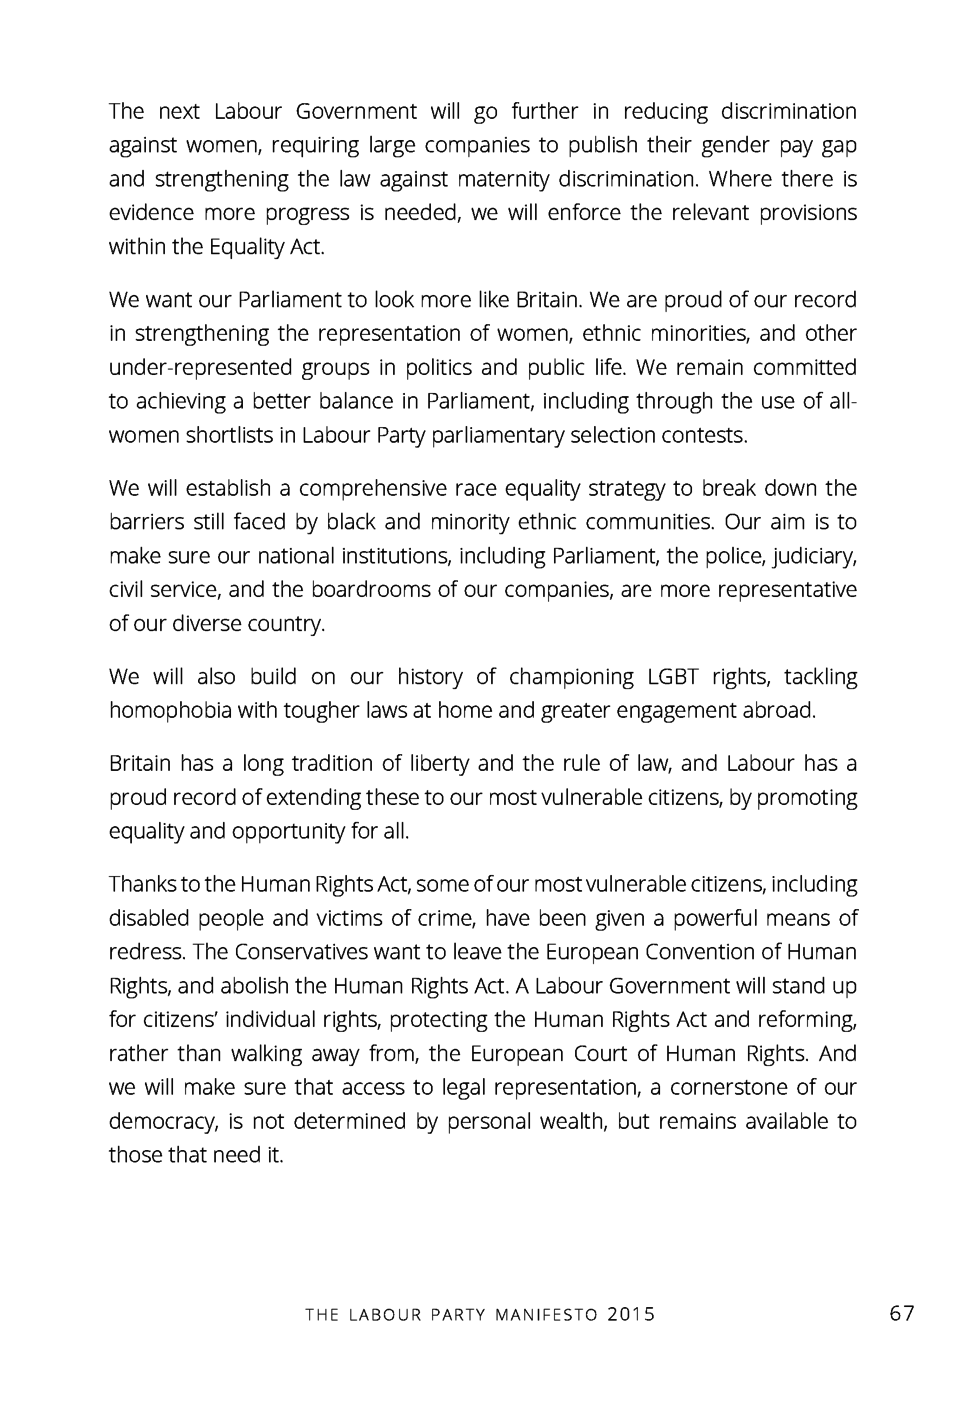 The next Labour Government will go further in reducing discrimination
against women, requiring large companies to publish their gender pay gap
and strengthening the law against maternity discrimination. Where there is
evidence more progress is needed, we will enforce the relevant provisions
within the Equality Act.
We want our Parliament to look more like Britain. We are proud of our record
in strengthening the representation of women, ethnic minorities, and other
under-represented groups in politics and public life. We remain committed
to achieving a better balance in Parliament, including through the use of all-
women shortlists in Labour Party parliamentary selection contests.
We will establish a comprehensive race equality strategy to break down the
barriers still faced by black and minority ethnic communities. Our aim is to
make sure our national institutions, including Parliament, the police, judiciary,
civil service, and the boardrooms of our companies, are more representative
of our diverse country.
We will also build on our history of championing LGBT rights, tackling
homophobia with tougher laws at home and greater engagement abroad.
Britain has a long tradition of liberty and the rule of law, and Labour has a
proud record of extending these to our most vulnerable citizens, by promoting
equality and opportunity for all.
Thanks to the Human Rights Act, some of our most vulnerable citizens, including
disabled people and victims of crime, have been given a powerful means of
redress. The Conservatives want to leave the European Convention of Human
Rights, and abolish the Human Rights Act. A Labour Government will stand up
for citizens’ individual rights, protecting the Human Rights Act and reforming,
rather than walking away from, the European Court of Human Rights. And
we will make sure that access to legal representation, a cornerstone of our
democracy, is not determined by personal wealth, but remains available to
those that need it.
THE LABOUR PARTY MANIFESTO 2015 67